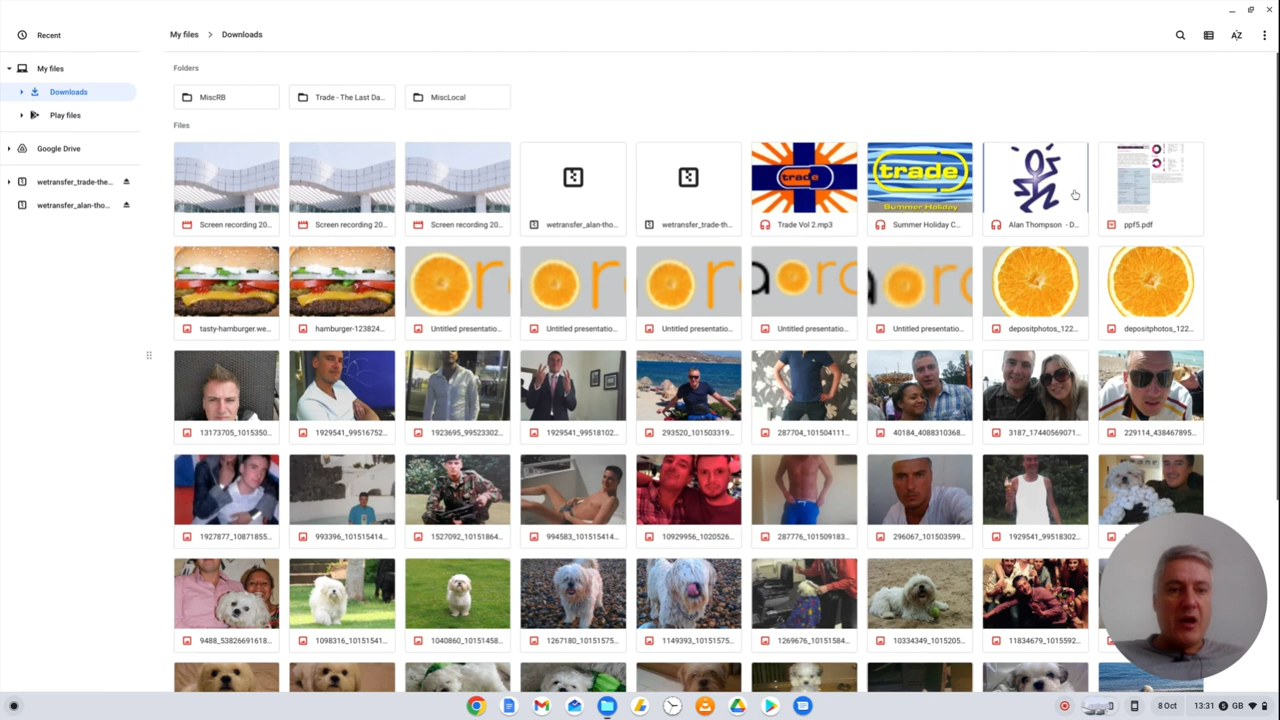 Recent
My files
Downloads
Play files
Google Drive
wetransfer_trade-the...
wetransfer_alan-tho...
My files > Downloads
AZ
Folders
MiscRB
Trade - The Last Da...
MiscLocal
Files
trade
trade
Summer Holiday
Screen recording 20...
Screen recording 20...
Screen recording 20...
wetransfer_alan-tho...
wetransfer_trade-th...
Trade Vol 2.mp3
Summer Holiday C...
Alan Thompson - D...
ppf5.pdf
tasty-hamburger.we...
hamburger-123824...
Untitled presentatio...
Untitled presentatio...
Untitled presentatio...
Untitled presentatio...
Untitled presentatio...
depositphotos_122...
depositphotos_122...
13173705_1015350...
1929541_99516752...
1923695_99523302...
1929541_99518102...
293520_101503319...
287704_101504111...
40184_4088310368...
3187_17440569071...
229114_438467895...
1927877_10871855...
993396_101515414...
1527092_10151864...
994583_101515414...
10929956_1020526...
287776_101509183...
296067_101503599...
1929541_99518302...
9488_53826691618...
1098316_10151541...
1040860_10151458...
1267180_10151575...
1149393_10151575...
1269676_10151584...
10334349_1015205...
11834679_1015592...
8 Oct
13:31
5 GB